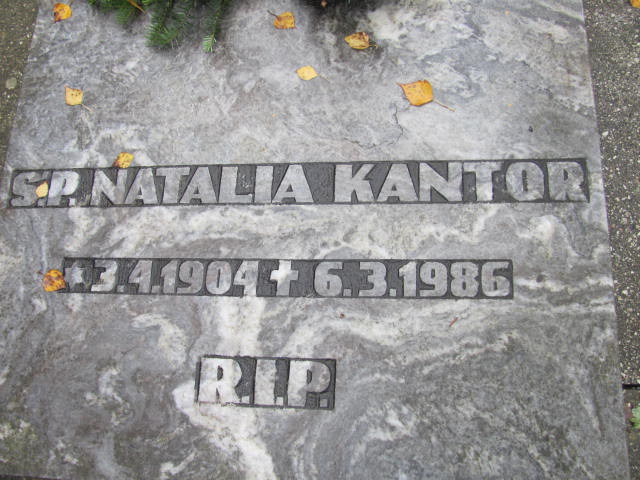 S.P. NATALIA KANTOR
* 3.4.1904 ✝ 6.3.1986
R.I.P.